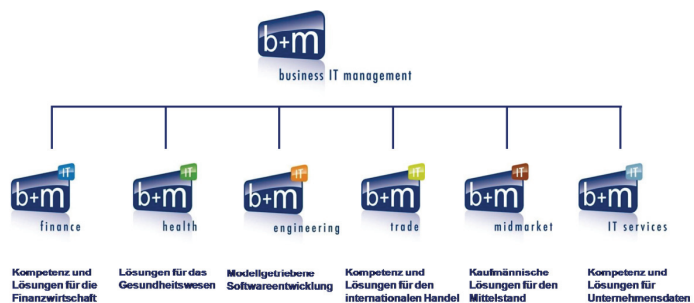 b+m
business IT management
b+m IT
finance
b+m IT
health
b+m IT
engineering
b+m IT
trade
b+m IT
midmarket
b+m IT
IT services
Kompetenz und
Lösungen für die
Finanzwirtschaft
Lösungen für das
Gesundheitswesen
Modellgetriebene
Softwareentwicklung
Kompetenz und
Lösungen für den
internationalen Handel
Kaufmännische
Lösungen für den
Mittelstand
Kompetenz und
Lösungen für
Unternehmensdaten